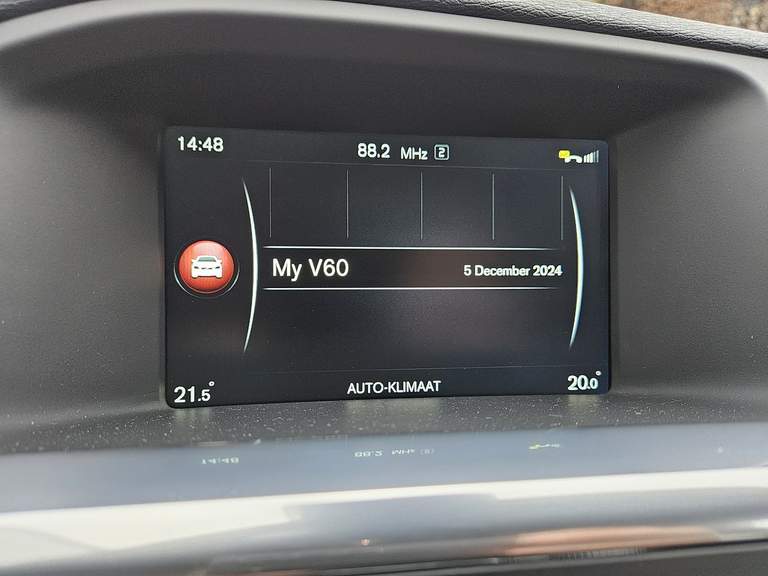 14:48 88.2 MHz 2
My V60 5 December 2024
21.5° AUTO-KLIMAAT 20.0°